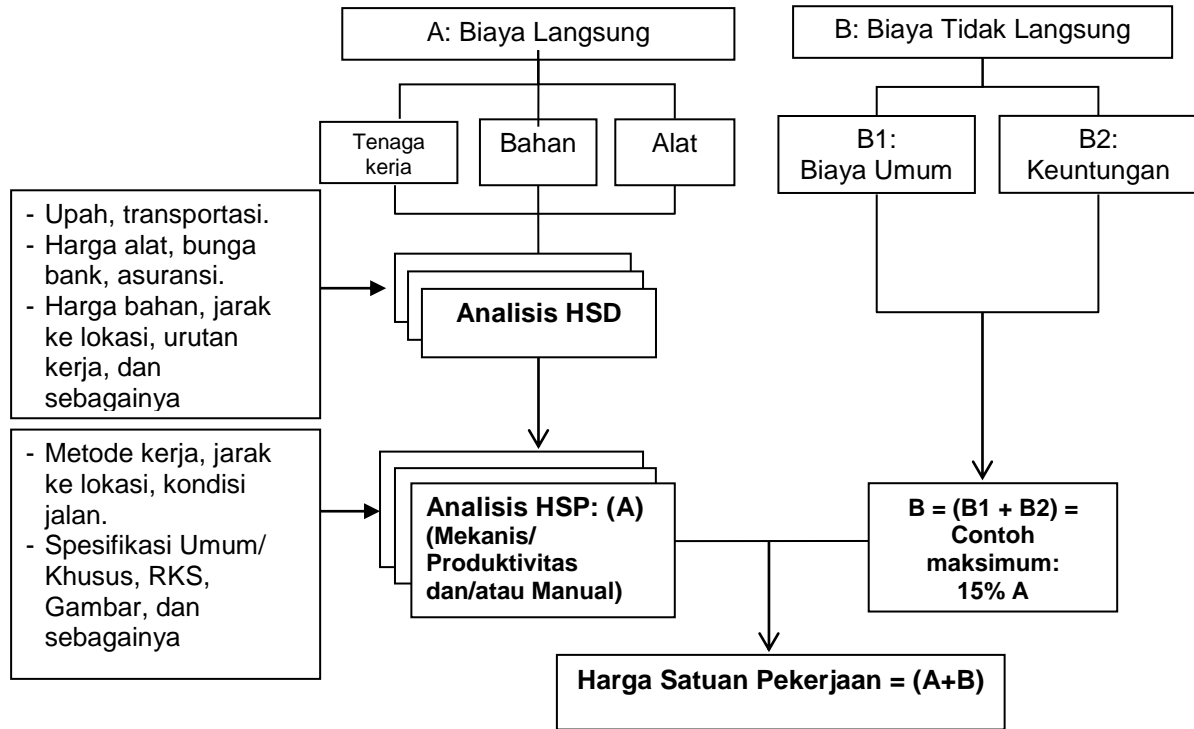 A: Biaya Langsung
B: Biaya Tidak Langsung
Tenaga
kerja
Bahan
Alat
B1:
Biaya Umum
B2:
Keuntungan
- Upah, transportasi.
- Harga alat, bunga
bank, asuransi.
- Harga bahan, jarak
ke lokasi, urutan
kerja, dan
sebagainya
Analisis HSD
- Metode kerja, jarak
ke lokasi, kondisi
jalan.
- Spesifikasi Umum/
Khusus, RKS,
Gambar, dan
sebagainya
Analisis HSP: (A)
(Mekanis/
Produktivitas
dan/atau Manual)
B = (B1 + B2) =
Contoh
maksimum:
15% A
Harga Satuan Pekerjaan = (A+B)